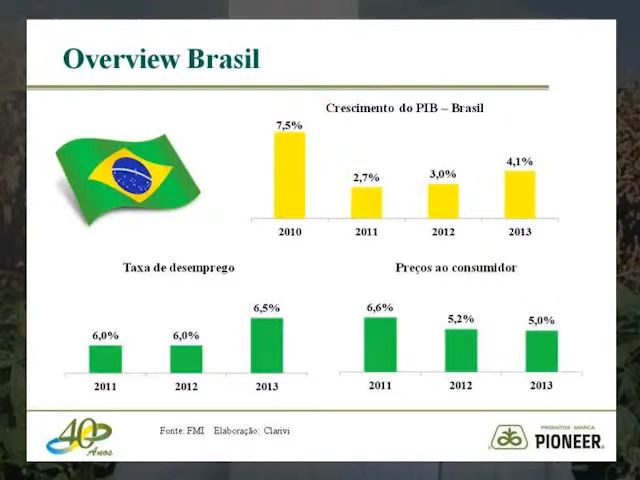 Overview Brasil
Crescimento do PIB – Brasil
7,5%
2,7%
3,0%
4,1%
2010
2011
2012
2013
Taxa de desemprego
6,0%
6,0%
6,5%
2011
2012
2013
Preços ao consumidor
6,6%
5,2%
5,0%
2011
2012
2013
40
Anos
Fonte: FMI Elaboração: Clarivi
PRODUTOS MARCA
PIONEER.